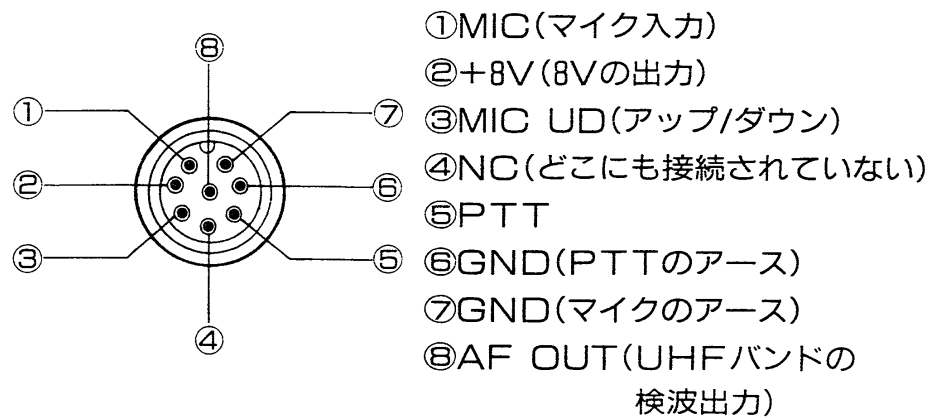 ①MIC(マイク入力)
②+8V(8Vの出力)
③MIC UD(アップ/ダウン)
④NC(どこにも接続されていない)
⑤PTT
⑥GND(PTTのアース)
⑦GND(マイクのアース)
⑧AF OUT(UHFバンドの
検波出力)
⑧
①
⑦
②
⑥
③
⑤
④